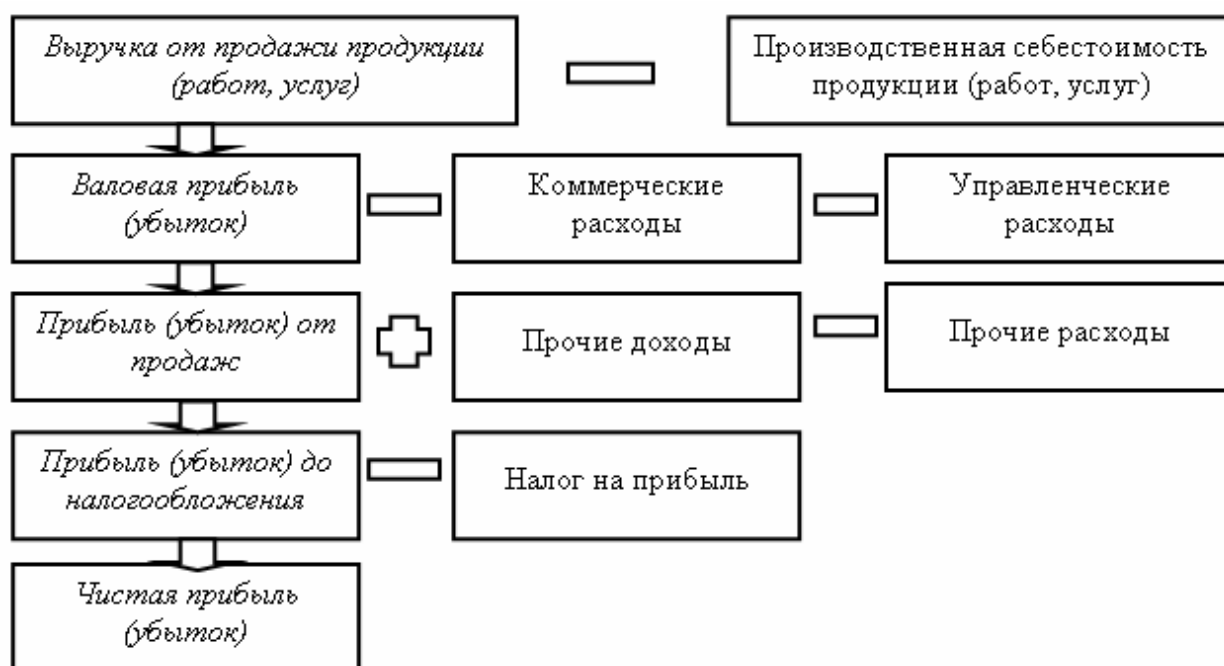 Выручка от продажи продукции
(работ, услуг)
Производственная себестоимость
продукции (работ, услуг)
Валовая прибыль
(убыток)
Коммерческие
расходы
Управленческие
расходы
Прибыль (убыток) от
продаж
Прочие доходы
Прочие расходы
Прибыль (убыток) до
налогообложения
Налог на прибыль
Чистая прибыль
(убыток)